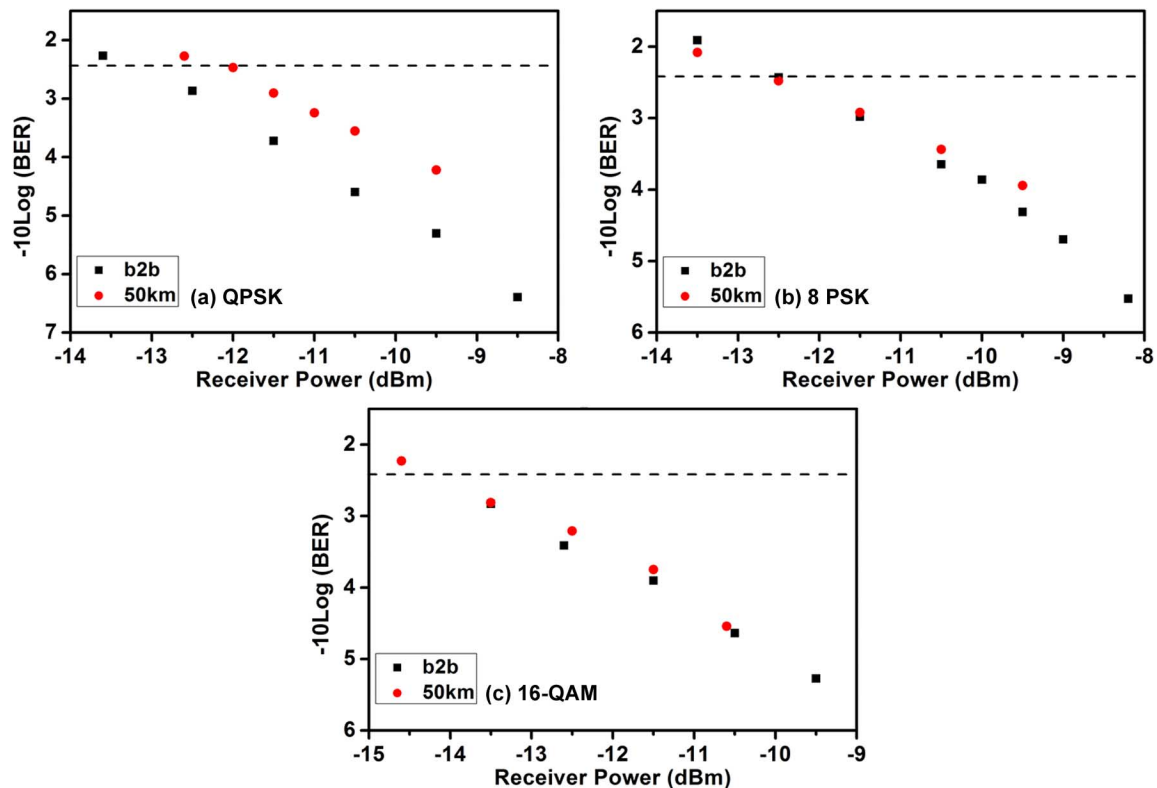 -10Log (BER)
2
3
4
5
6
7
b2b
50km
(a) QPSK
-14 -13 -12 -11 -10 -9 -8
Receiver Power (dBm)
-10Log (BER)
2
3
4
5
6
b2b
50km
(b) 8 PSK
-14 -13 -12 -11 -10 -9 -8
Receiver Power (dBm)
-10Log (BER)
2
3
4
5
6
b2b
50km
(c) 16-QAM
-15 -14 -13 -12 -11 -10 -9
Receiver Power (dBm)